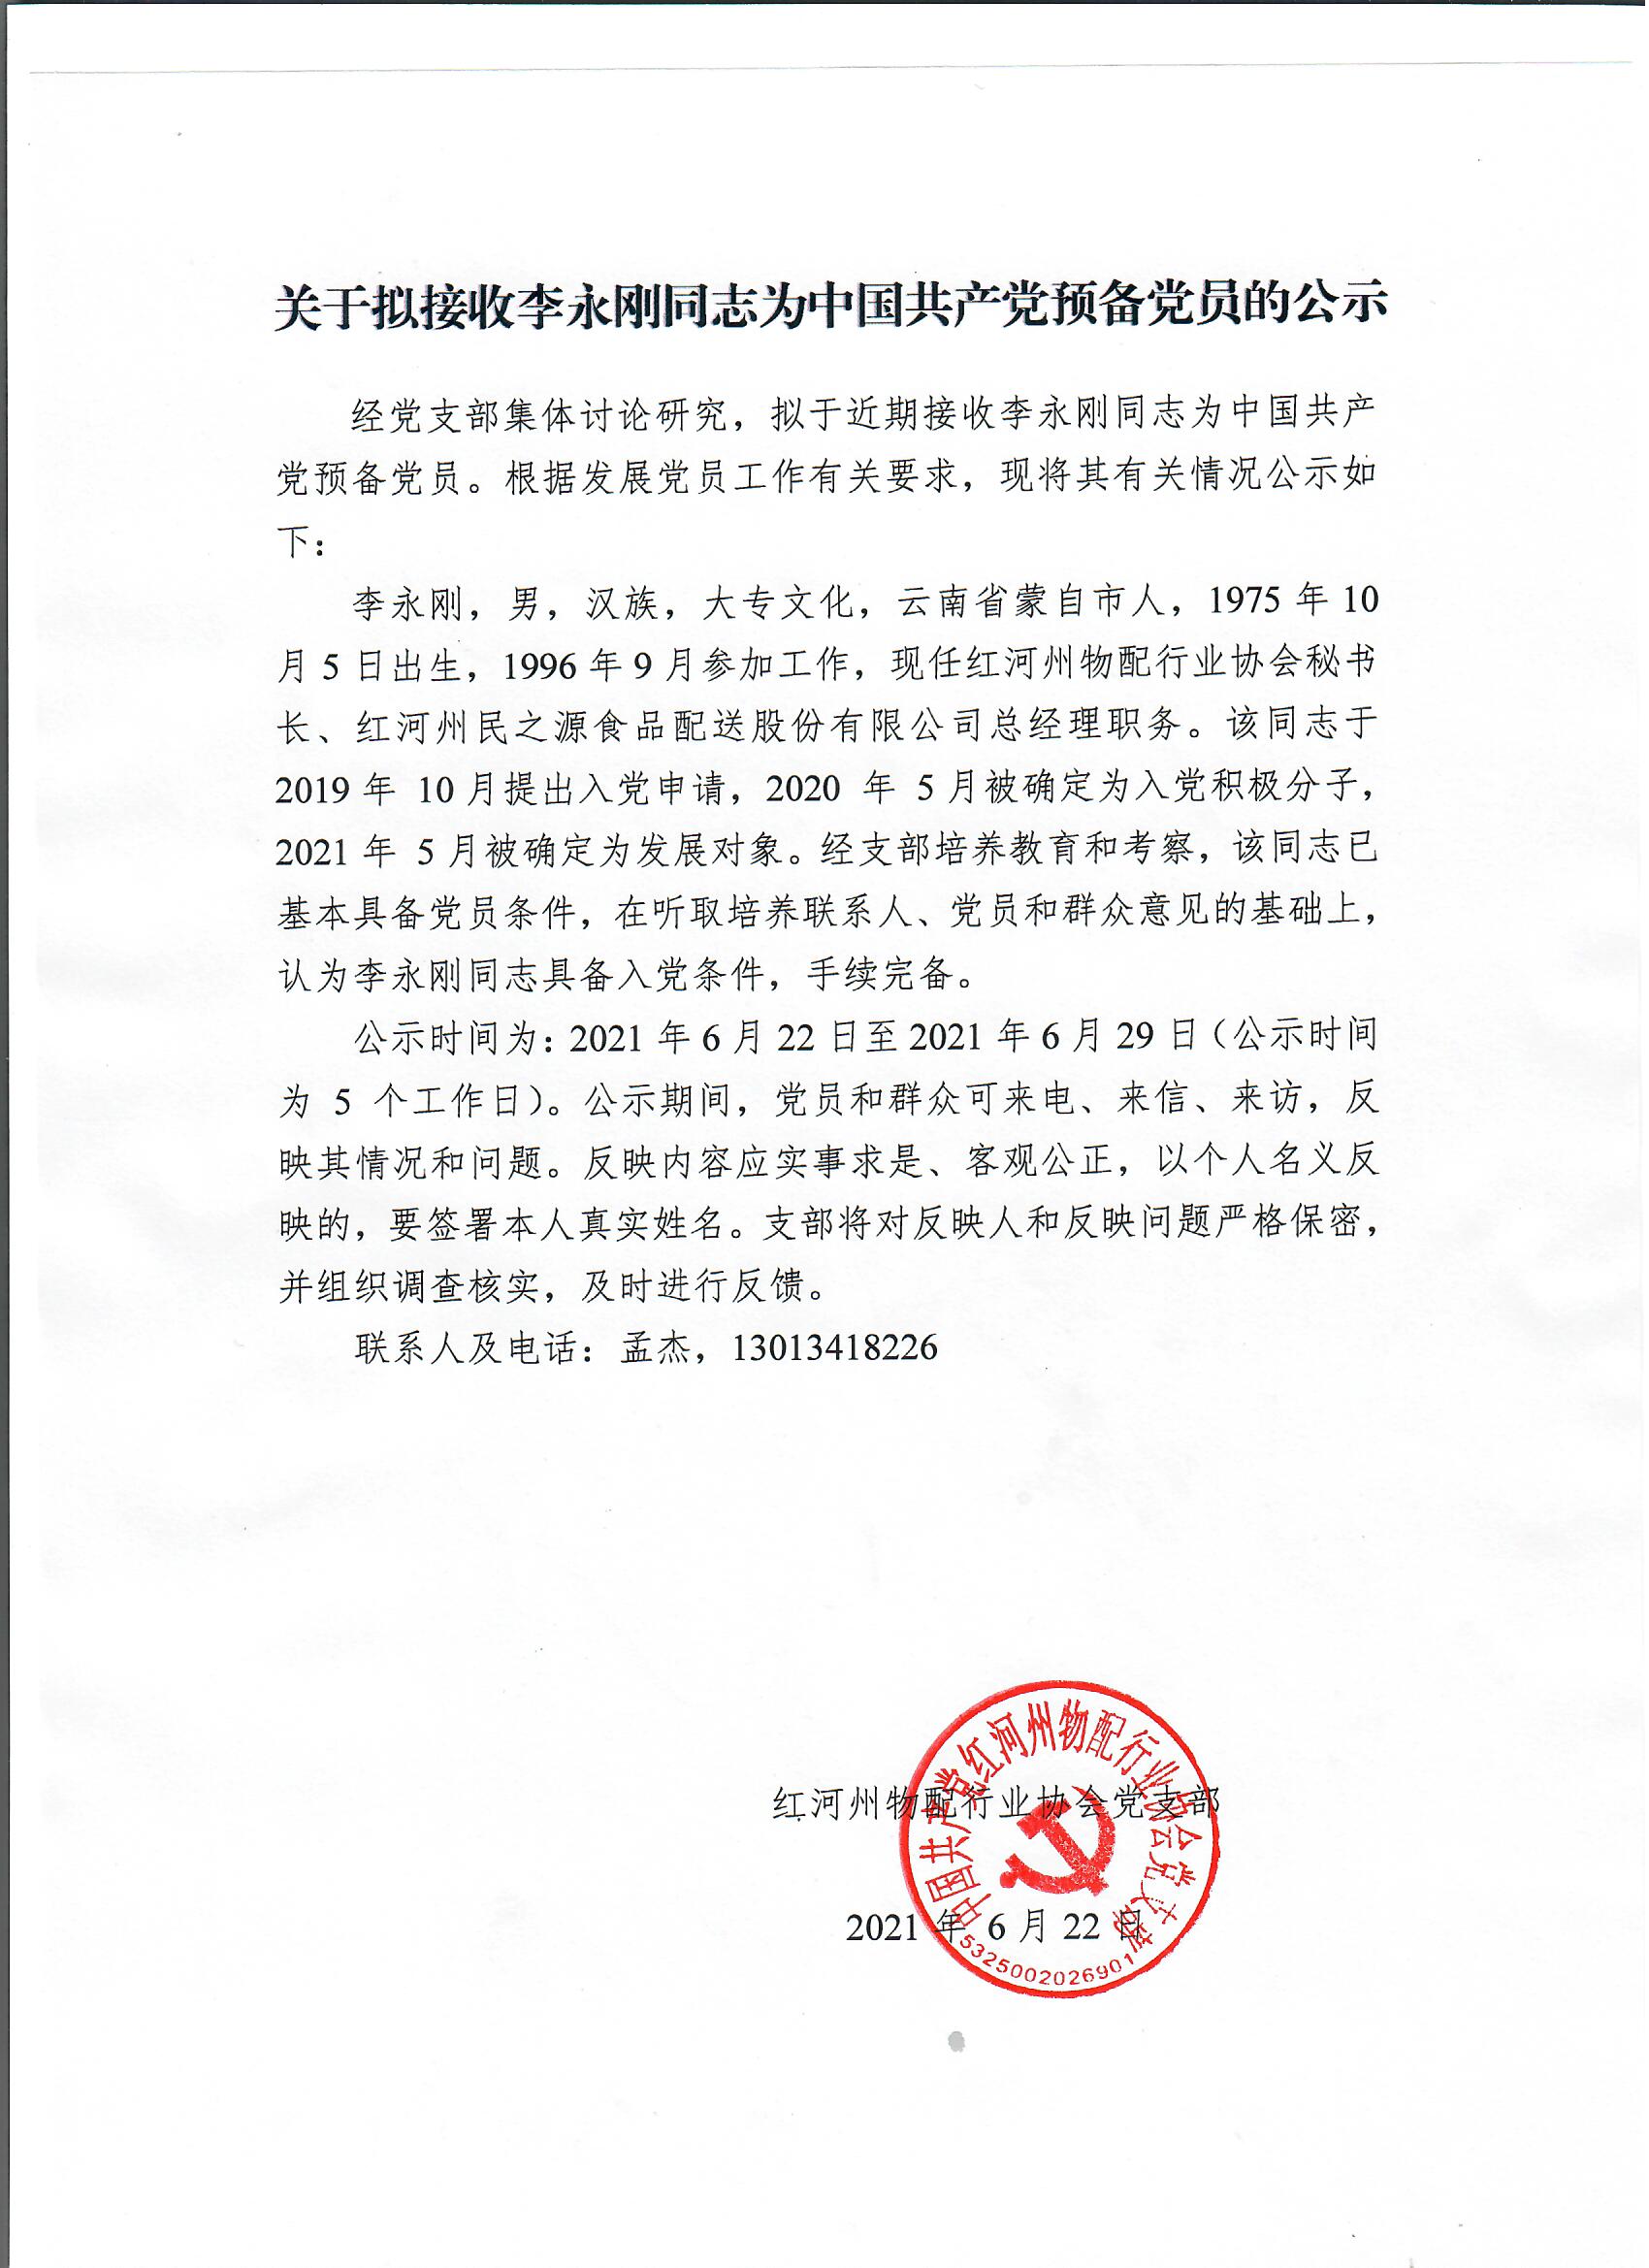 关于拟接收李永刚同志为中国共产党预备党员的公示
经党支部集体讨论研究，拟于近期接收李永刚同志为中国共产
党预备党员。根据发展党员工作有关要求，现将其有关情况公示如
下：
李永刚，男，汉族，大专文化，云南省蒙自市人，1975 年 10
月 5 日出生，1996 年 9 月参加工作，现任红河州物配行业协会秘书
长、红河州民之源食品配送股份有限公司总经理职务。该同志于
2019 年 10 月提出入党申请，2020 年 5 月被确定为入党积极分子，
2021 年 5 月被确定为发展对象。经支部培养教育和考察，该同志已
基本具备党员条件，在听取培养联系人、党员和群众意见的基础上，
认为李永刚同志具备入党条件，手续完备。
公示时间为：2021 年 6 月 22 日至 2021 年 6 月 29 日（公示时间
为 5 个工作日）。公示期间，党员和群众可来电、来信、来访，反
映其情况和问题。反映内容应实事求是、客观公正，以个人名义反
映的，要签署本人真实姓名。支部将对反映人和反映问题严格保密，
并组织调查核实，及时进行反馈。
联系人及电话：孟杰，13013418226
红河州物配行业协会党支部
2021 年 6 月 22 日
中国共产党红河州物配行业协会党支部
5325002026901